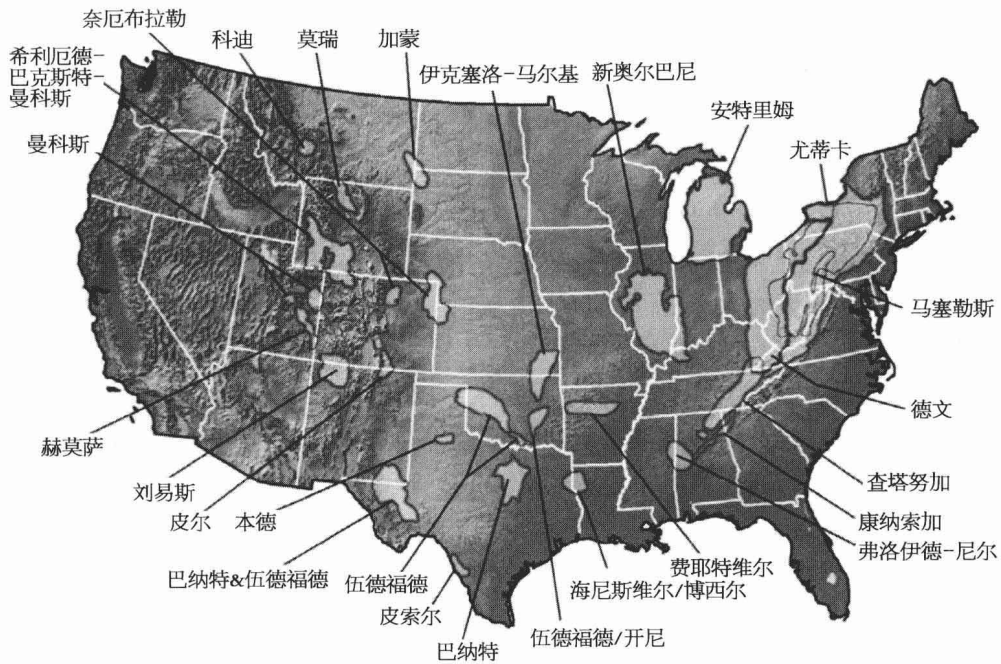 奈厄布拉勒
科迪
莫瑞
加蒙
希利厄德-
巴克斯特-
曼科斯
伊克塞洛-马尔基
新奥尔巴尼
安特里姆
曼科斯
尤蒂卡
马塞勒斯
德文
赫莫萨
刘易斯
皮尔
本德
查塔努加
康纳索加
弗洛伊德-尼尔
巴纳特&伍德福德
伍德福德
皮索尔
巴纳特
费耶特维尔
海尼斯维尔/博西尔
伍德福德/开尼